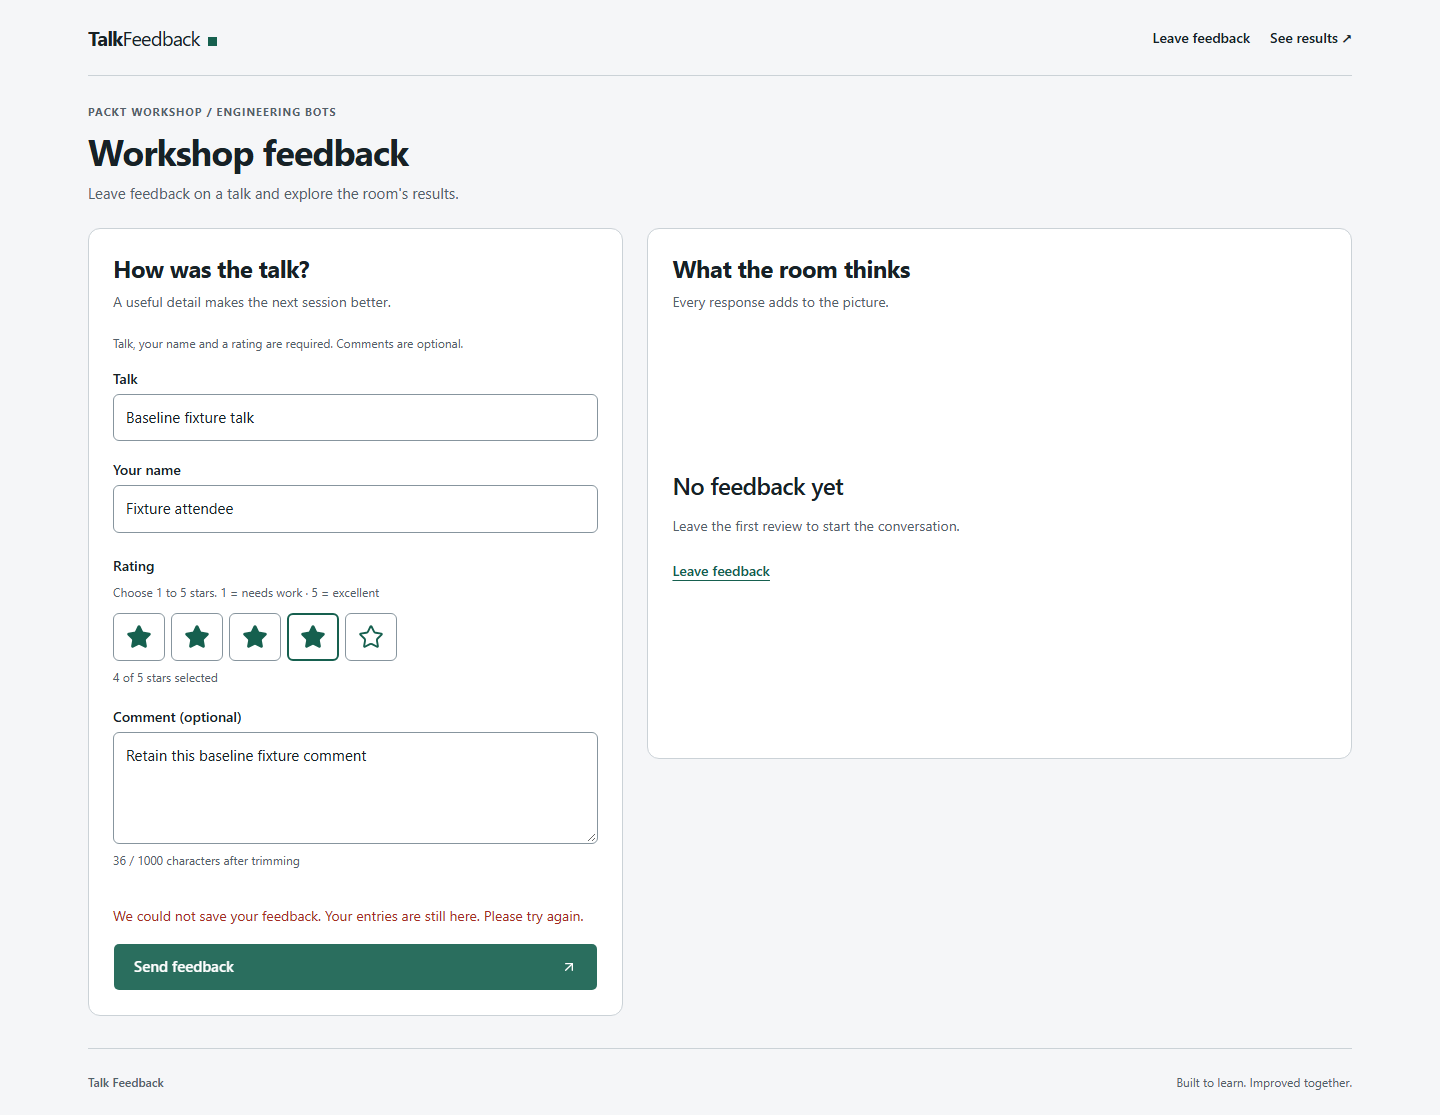 TalkFeedback
Leave feedback
See results ↗
PACKT WORKSHOP / ENGINEERING BOTS
Workshop feedback
Leave feedback on a talk and explore the room's results.
How was the talk?
A useful detail makes the next session better.
Talk, your name and a rating are required. Comments are optional.
Talk
Baseline fixture talk
Your name
Fixture attendee
Rating
Choose 1 to 5 stars. 1 = needs work · 5 = excellent
4 of 5 stars selected
Comment (optional)
Retain this baseline fixture comment
36 / 1000 characters after trimming
We could not save your feedback. Your entries are still here. Please try again.
Send feedback
What the room thinks
Every response adds to the picture.
No feedback yet
Leave the first review to start the conversation.
Leave feedback
Talk Feedback
Built to learn. Improved together.